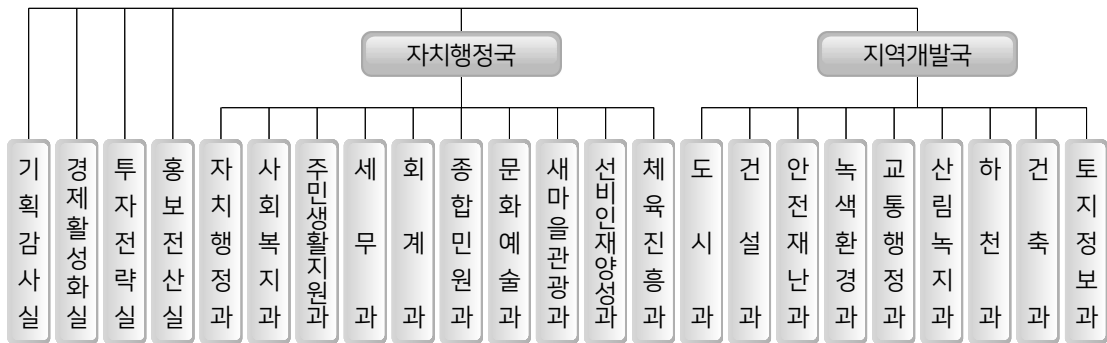 자치행정국
지역개발국
기획감사실
경제활성화실
투자전략실
홍보전산실
자치행정과
사회복지과
주민생활지원과
세무과
회계과
종합민원과
문화예술과
새마을관광과
선비인재양성과
체육진흥과
도시과
건설과
안전재난과
녹색환경과
교통행정과
산림녹지과
하천과
건축과
토지정보과